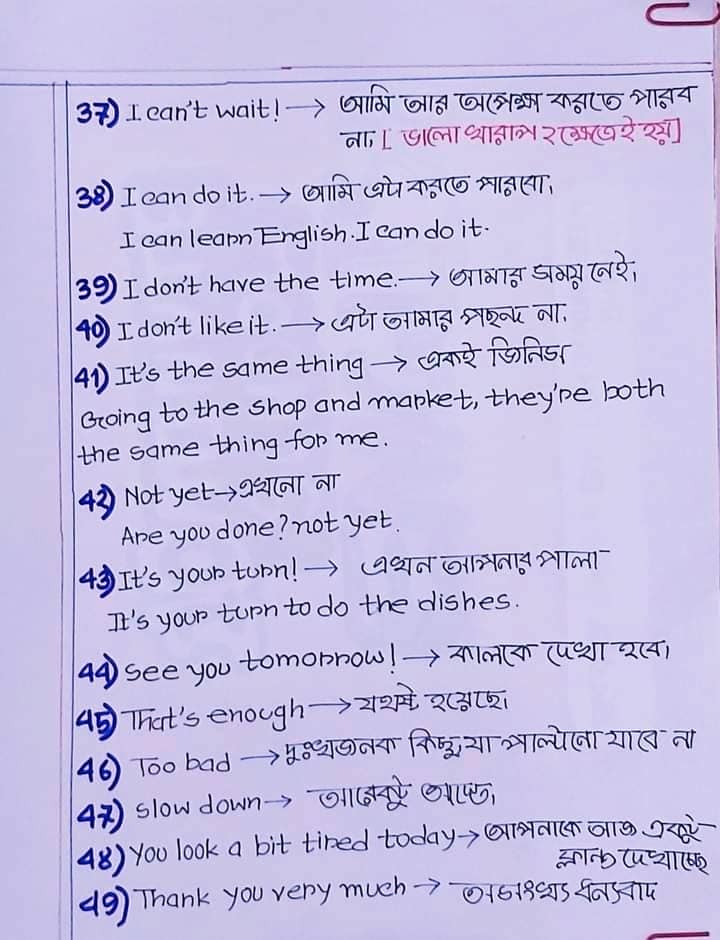 37) I can't wait! → আমি আর অপেক্ষা করতে পারব
না, [ ভালো খারাপ ২ক্ষেত্রেই হয়]
38) I can do it. → আমি এটা করতে পারবো,
I can learn English. I can do it.
39) I don't have the time. → আমার সময় নেই,
40) I don't like it. → এটা আমার পছন্দ না,
41) It's the same thing → একই জিনিস
Going to the shop and market, they're both
the same thing for me.
42) Not yet → এখনো না
Are you done? not yet.
43) It's your turn! → এখন আপনার পালা
It's your turn to do the dishes.
44) See you tomorrow! → কালকে দেখা হবে,
45) That's enough → যথেষ্ট হয়েছে,
46) Too bad → দুঃখজনক কিছু যা পাল্টানো যাবে না
47) slow down → আরেকটু আস্তে,
48) You look a bit tired today → আপনাকে আজ একটু
ক্লান্ত দেখাচ্ছে
49) Thank you very much → অসংখ্য ধন্যবাদ